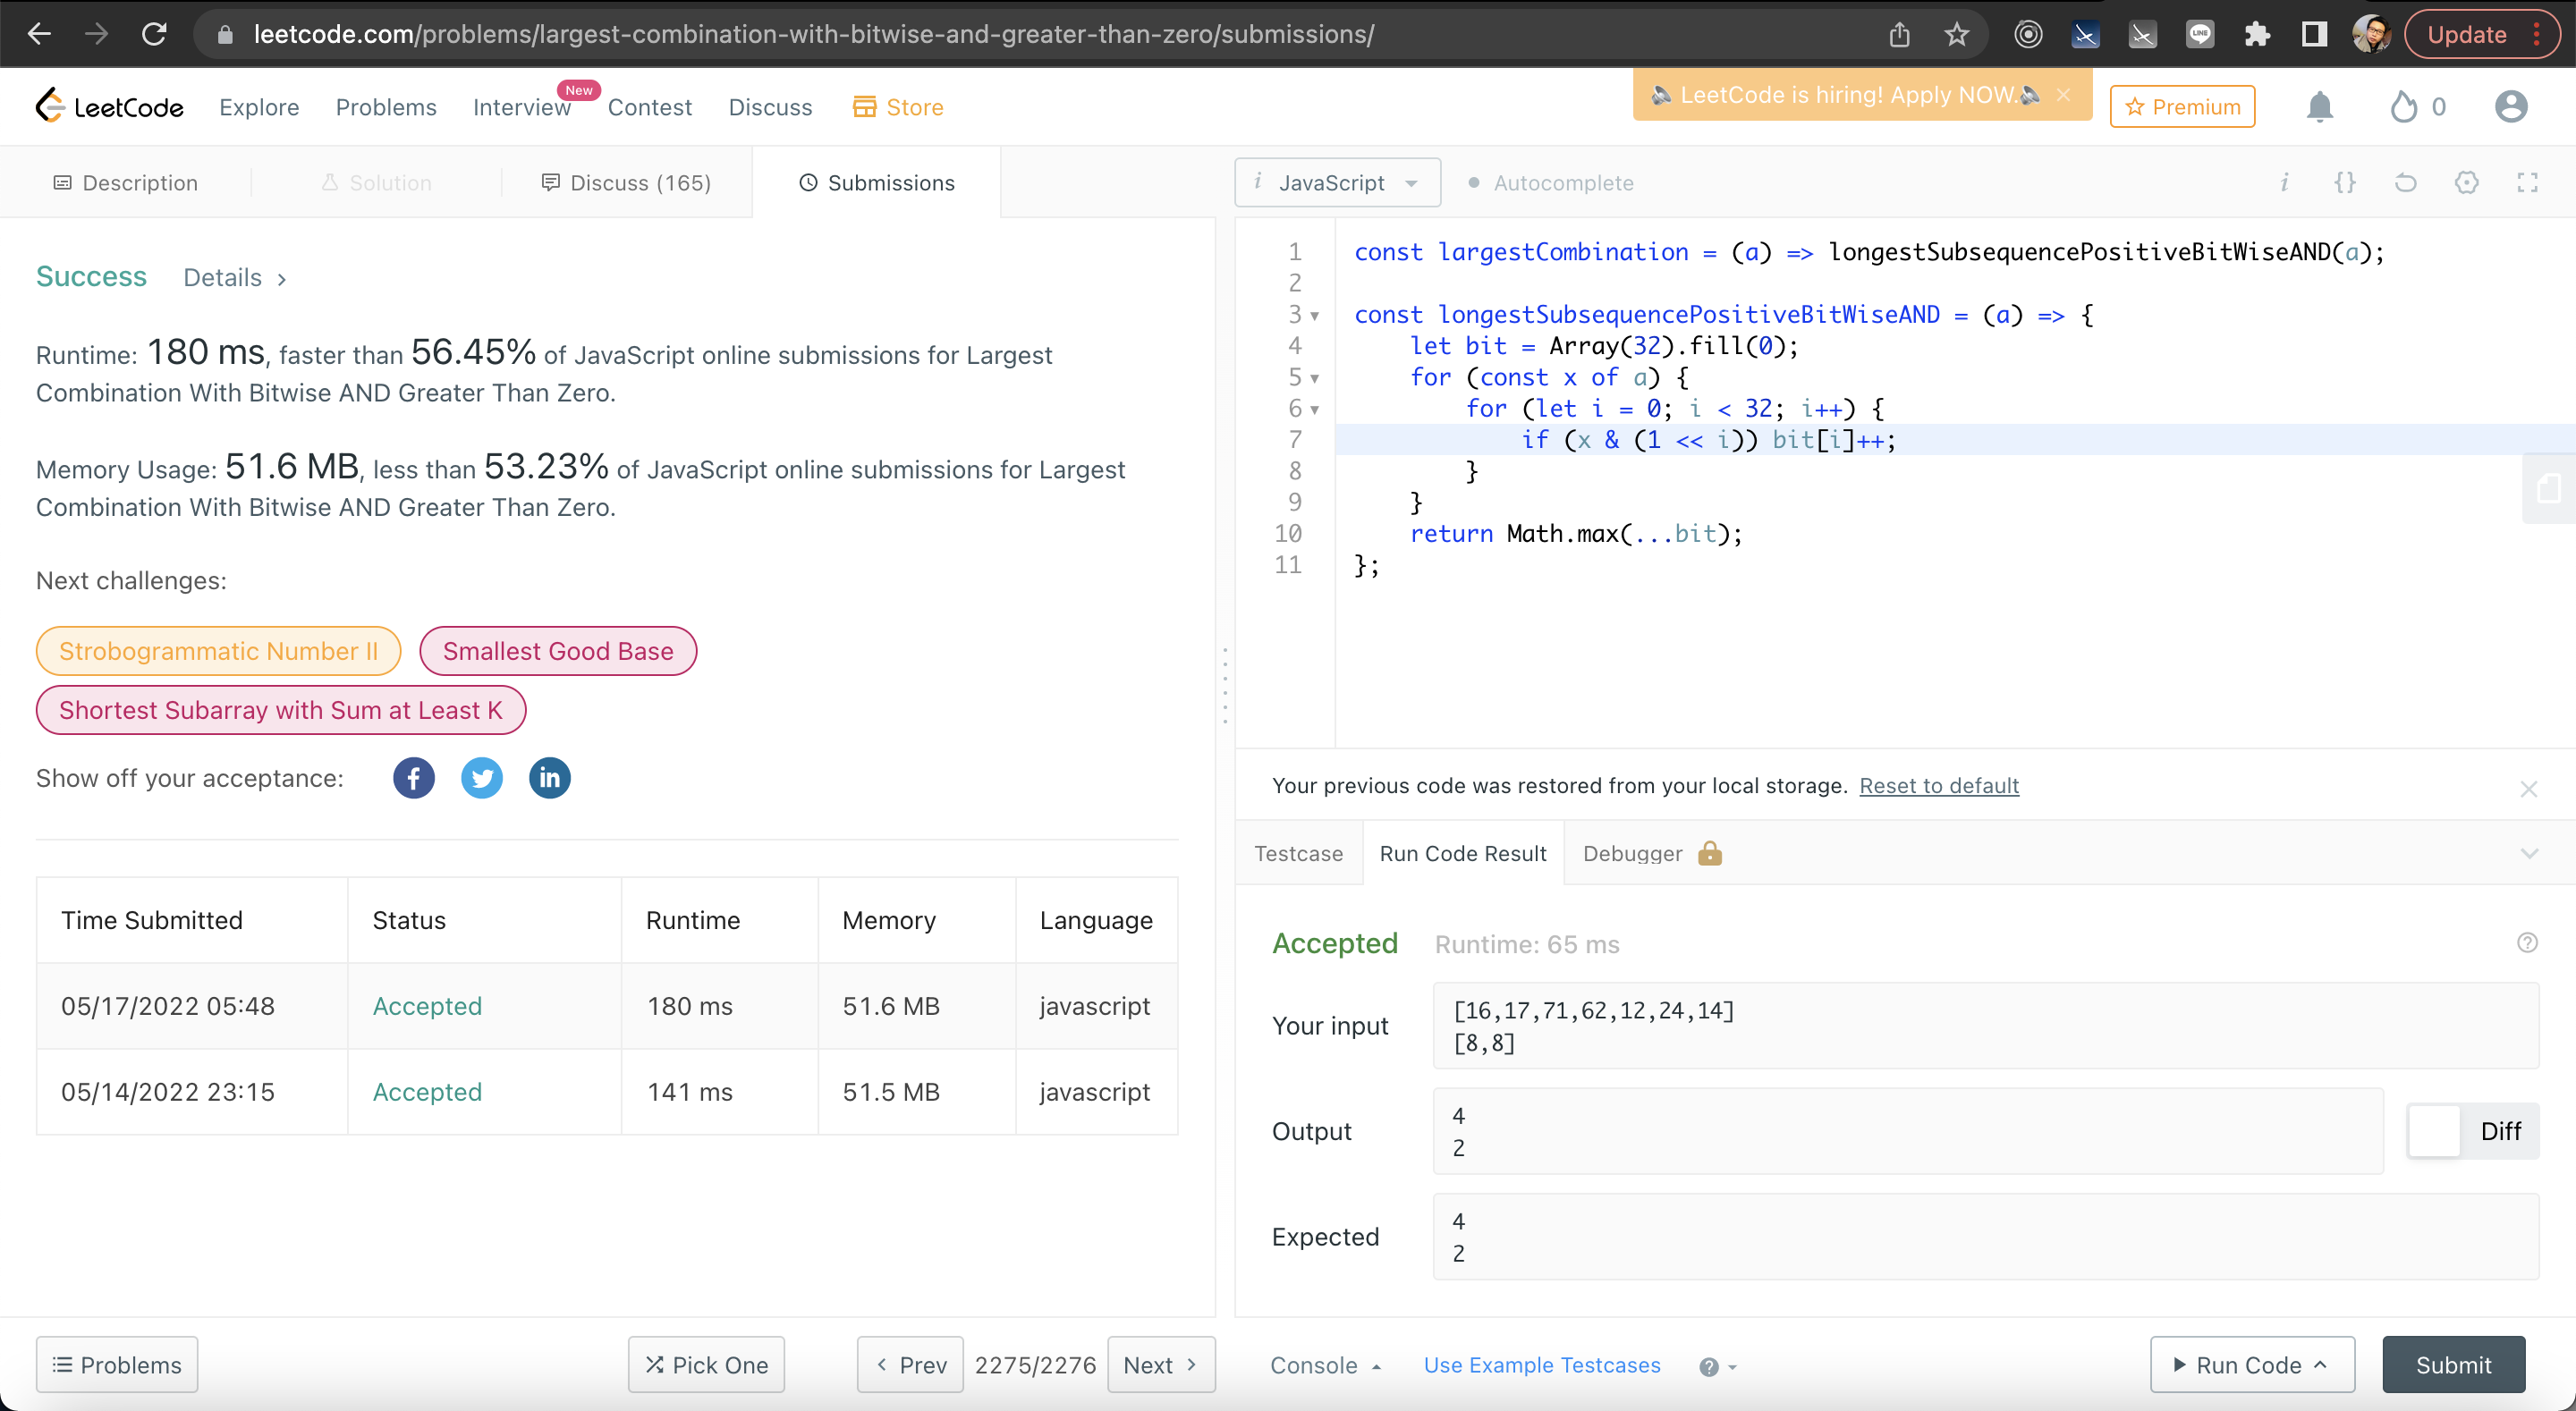 leetcode.com/problems/largest-combination-with-bitwise-and-greater-than-zero/submissions/
LINE
Update
LeetCode
Explore
Problems
Interview
New
Contest
Discuss
Store
LeetCode is hiring! Apply NOW.
Premium
0
Description
Solution
Discuss (165)
Submissions
i JavaScript
Autocomplete
i {}
Success Details >
Runtime: 180 ms, faster than 56.45% of JavaScript online submissions for Largest
Combination With Bitwise AND Greater Than Zero.
Memory Usage: 51.6 MB, less than 53.23% of JavaScript online submissions for Largest
Combination With Bitwise AND Greater Than Zero.
Next challenges:
Strobogrammatic Number II
Smallest Good Base
Shortest Subarray with Sum at Least K
Show off your acceptance:
f
in
Time Submitted Status Runtime Memory Language
05/17/2022 05:48 Accepted 180 ms 51.6 MB javascript
05/14/2022 23:15 Accepted 141 ms 51.5 MB javascript
1 const largestCombination = (a) => longestSubsequencePositiveBitWiseAND(a);
2
3 const longestSubsequencePositiveBitWiseAND = (a) => {
4 let bit = Array(32).fill(0);
5 for (const x of a) {
6 for (let i = 0; i < 32; i++) {
7 if (x & (1 << i)) bit[i]++;
8 }
9 }
10 return Math.max(...bit);
11 };
Your previous code was restored from your local storage. Reset to default
Testcase
Run Code Result
Debugger
Accepted Runtime: 65 ms
?
Your input
[16,17,71,62,12,24,14]
[8,8]
Output
4
2
Diff
Expected
4
2
Problems
Pick One
< Prev
2275/2276
Next >
Console
Use Example Testcases
?
Run Code
Submit